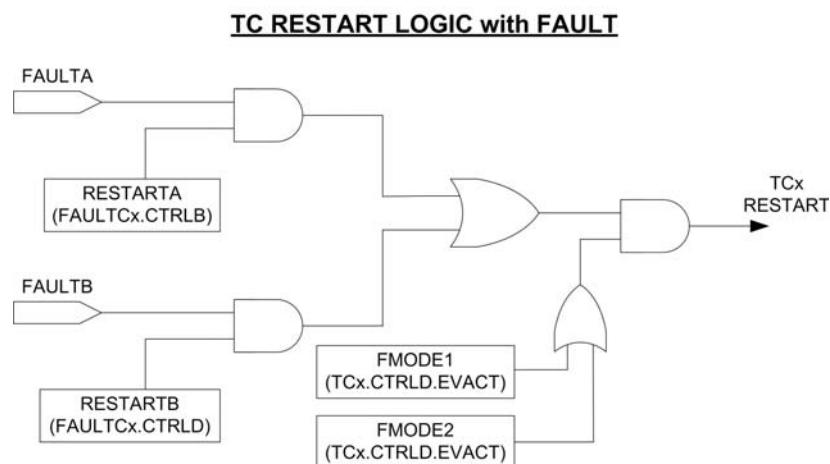 TC RESTART LOGIC with FAULT
FAULTA
RESTARTA
(FAULTCx.CTRLB)
TCx
RESTART
FAULTB
RESTARTB
(FAULTCx.CTRLD)
FMODE1
(TCx.CTRLD.EVACT)
FMODE2
(TCx.CTRLD.EVACT)